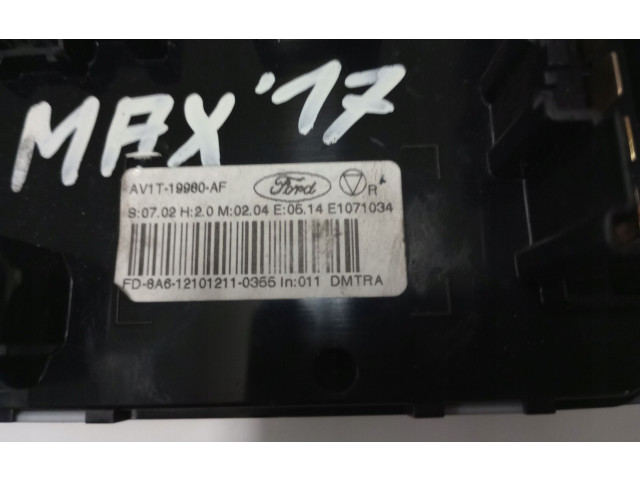 MAX '17
AV1T-19980-AF Ford R
S:07.02 H:2.0 M:02.04 E:05.14 E1071034
FD-8A6-12101211-0355 In:011 DMTRA